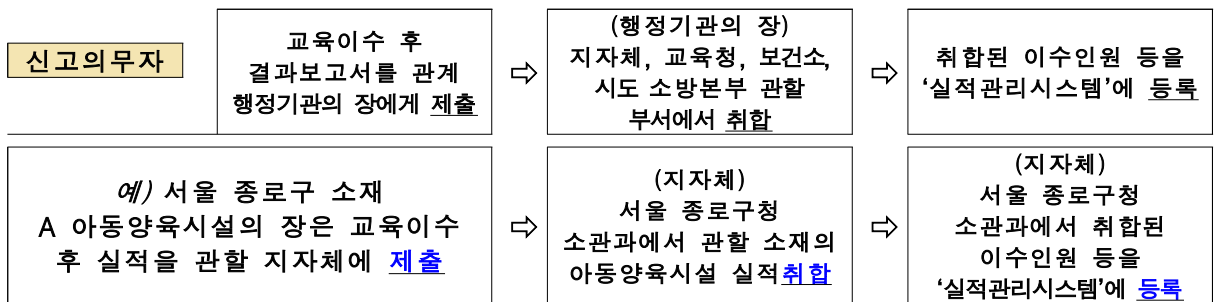 신고의무자
교육이수 후
결과보고서를 관계
행정기관의 장에게 제출
⇨
(행정기관의 장)
지자체, 교육청, 보건소,
시도 소방본부 관할
부서에서 취합
⇨
취합된 이수인원 등을
‘실적관리시스템’에 등록
예) 서울 종로구 소재
A 아동양육시설의 장은 교육이수
후 실적을 관할 지자체에 제출
⇨
(지자체)
서울 종로구청
소관과에서 관할 소재의
아동양육시설 실적취합
⇨
(지자체)
서울 종로구청
소관과에서 취합된
이수인원 등을
‘실적관리시스템’에 등록